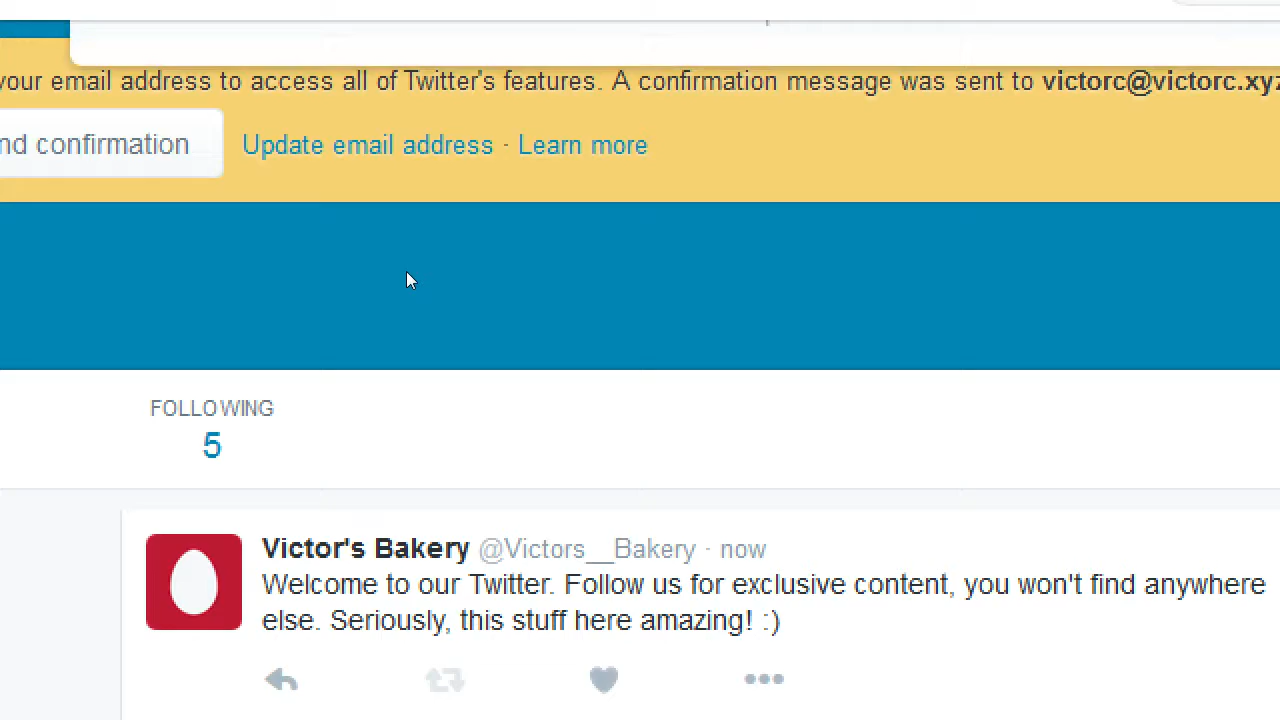 your email address to access all of Twitter's features. A confirmation message was sent to victorc@victorc.xyz
nd confirmation Update email address · Learn more
FOLLOWING
5
Victor's Bakery @Victors__Bakery · now
Welcome to our Twitter. Follow us for exclusive content, you won't find anywhere
else. Seriously, this stuff here amazing! :)